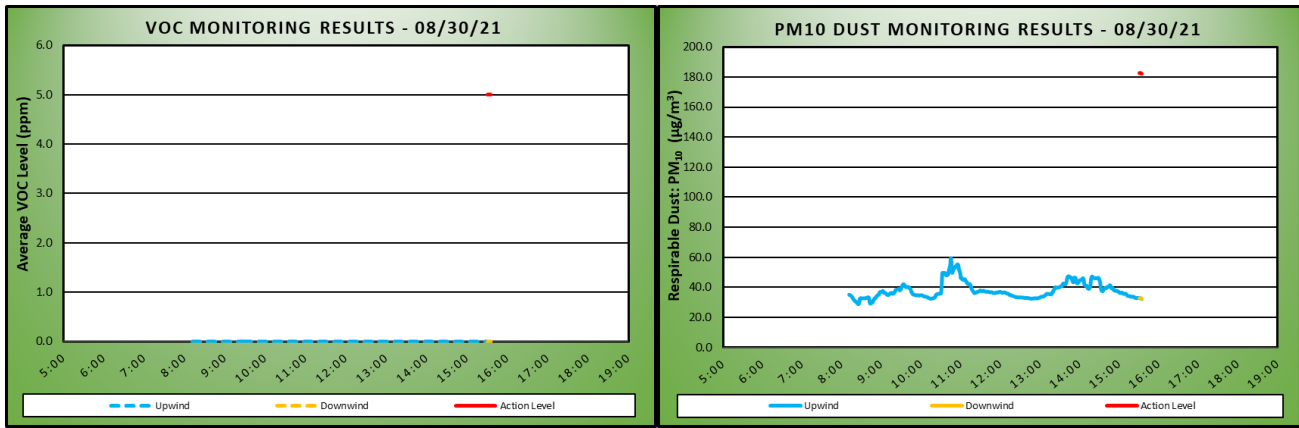 VOC MONITORING RESULTS - 08/30/21
Average VOC Level (ppm)
6.0
5.0
4.0
3.0
2.0
1.0
0.0
5:00 6:00 7:00 8:00 9:00 10:00 11:00 12:00 13:00 14:00 15:00 16:00 17:00 18:00 19:00
Upwind Downwind Action Level
PM10 DUST MONITORING RESULTS - 08/30/21
Respirable Dust: PM₁₀ (µg/m³)
200.0
180.0
160.0
140.0
120.0
100.0
80.0
60.0
40.0
20.0
0.0
5:00 6:00 7:00 8:00 9:00 10:00 11:00 12:00 13:00 14:00 15:00 16:00 17:00 18:00 19:00
Upwind Downwind Action Level